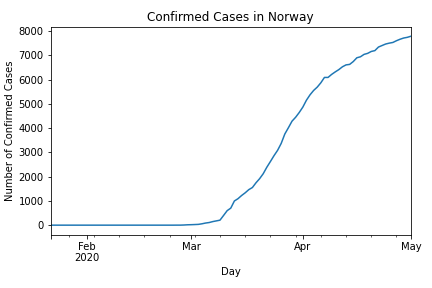 Confirmed Cases in Norway
8000
7000
6000
5000
4000
3000
2000
1000
0
Number of Confirmed Cases
Feb
2020
Mar
Apr
May
Day